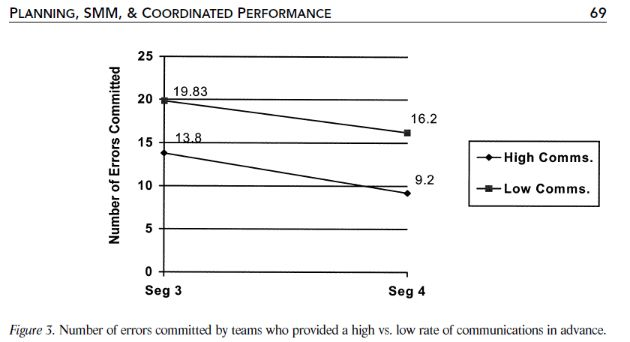 PLANNING, SMM, & COORDINATED PERFORMANCE 69
Number of Errors Committed
25
20
15
10
5
0
19.83
16.2
13.8
9.2
Seg 3 Seg 4
High Comms.
Low Comms.
Figure 3. Number of errors committed by teams who provided a high vs. low rate of communications in advance.